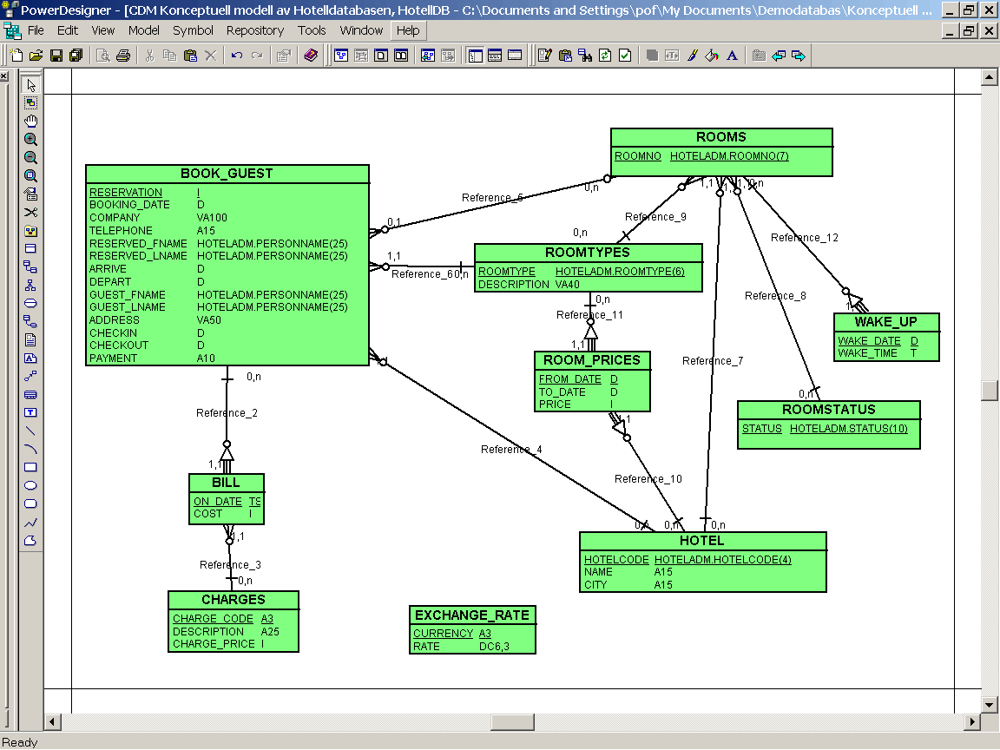 PowerDesigner - [CDM Konceptuell modell av Hotelldatabasen, HotellDB - C:\Documents and Settings\pof\My Documents\Demodatabas\Konceptuell ...
File Edit View Model Symbol Repository Tools Window Help
ROOMS
ROOMNO HOTELADM.ROOMNO(7)
BOOK_GUEST
RESERVATION I
BOOKING_DATE D
COMPANY VA100
TELEPHONE A15
RESERVED_FNAME HOTELADM.PERSONNAME(25)
RESERVED_LNAME HOTELADM.PERSONNAME(25)
ARRIVE D
DEPART D
GUEST_FNAME HOTELADM.PERSONNAME(25)
GUEST_LNAME HOTELADM.PERSONNAME(25)
ADDRESS VA50
CHECKIN D
CHECKOUT D
PAYMENT A10
0,n
Reference_5
0,1
1,1
0,n
Reference_9
0,n
Reference_12
1,1
Reference_6
0,n
ROOMTYPES
ROOMTYPE HOTELADM.ROOMTYPE(6)
DESCRIPTION VA40
0,n
Reference_11
1,1
Reference_8
WAKE_UP
WAKE_DATE D
WAKE_TIME T
ROOM_PRICES
FROM_DATE D
TO_DATE D
PRICE I
Reference_7
0,n
0,n
ROOMSTATUS
STATUS HOTELADM.STATUS(10)
Reference_2
Reference_4
1,1
BILL
ON_DATE TS
COST I
Reference_10
0,n
0,n
0,n
1,1
Reference_3
0,n
HOTEL
HOTELCODE HOTELADM.HOTELCODE(4)
NAME A15
CITY A15
CHARGES
CHARGE_CODE A3
DESCRIPTION A25
CHARGE_PRICE I
EXCHANGE_RATE
CURRENCY A3
RATE DC6,3
Ready